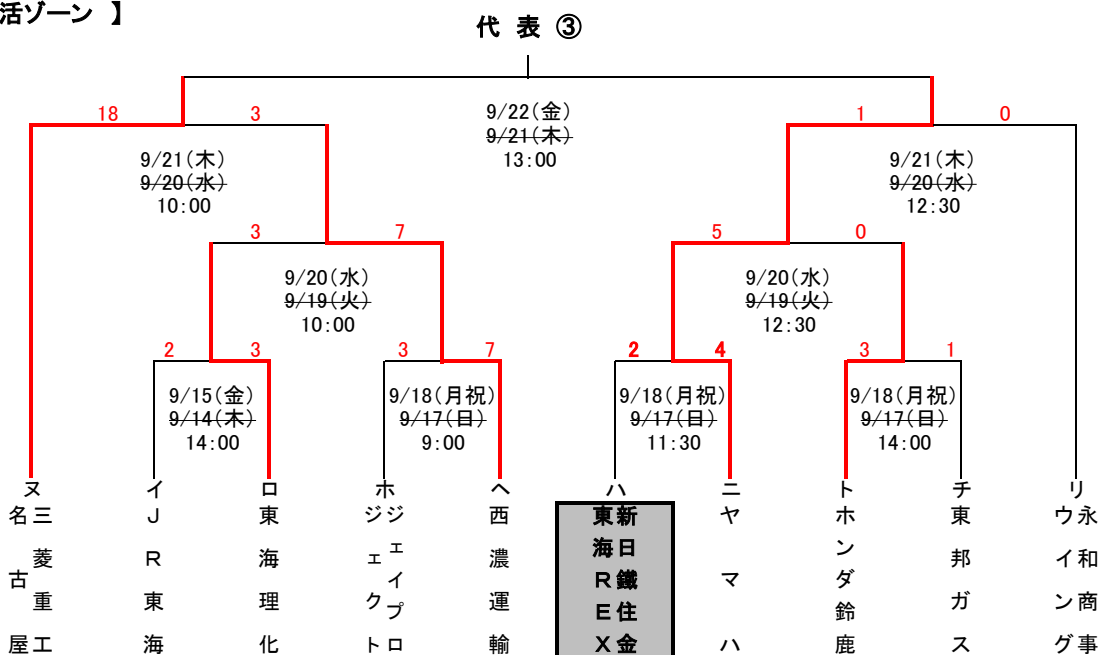 活ゾーン 】
代 表 ③
18
3
9/22(金)
9/21(木)
13:00
1
0
9/21(木)
9/20(水)
10:00
9/21(木)
9/20(水)
12:30
3
7
5
0
9/20(水)
9/19(火)
10:00
9/20(水)
9/19(火)
12:30
2
3
3
7
2
4
3
1
9/15(金)
9/14(木)
14:00
9/18(月祝)
9/17(日)
9:00
9/18(月祝)
9/17(日)
11:30
9/18(月祝)
9/17(日)
14:00
ヌ
三菱重工
名古屋
イ
JR東海
ロ
東海理化
ホ
ジェイプロ
ジェクト
ヘ
西濃運輸
ハ
新日鐵住金
東海REX
ニ
ヤマハ
ト
ホンダ鈴鹿
チ
東邦ガス
リ
永和商事
ウイング